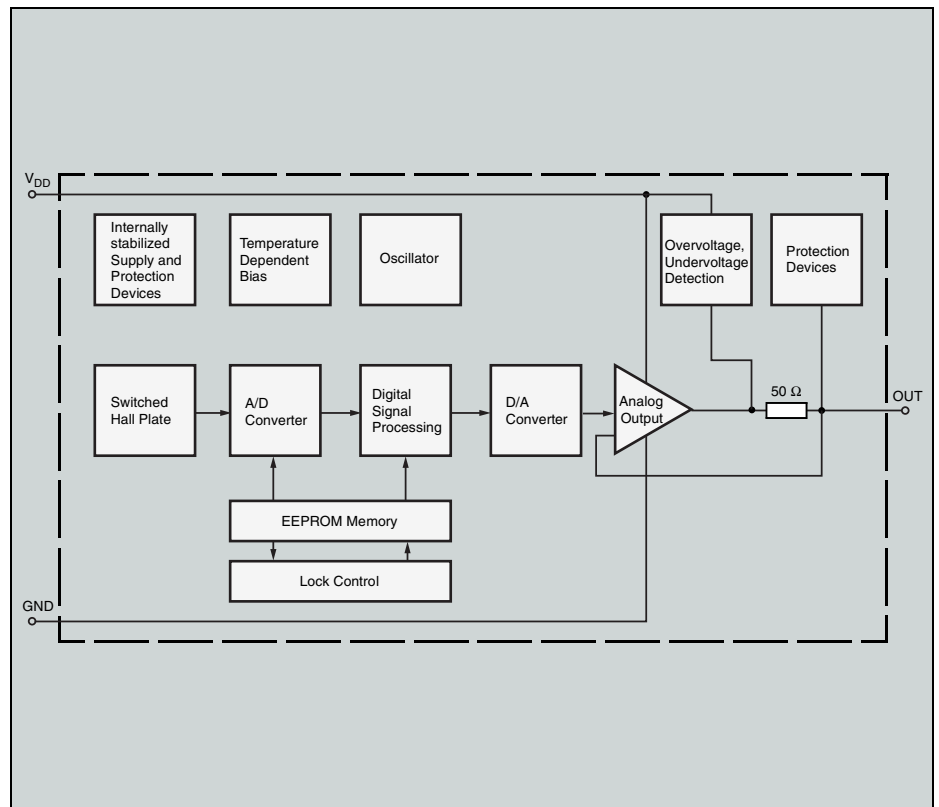 V_DD
Internally
stabilized
Supply and
Protection
Devices
Temperature
Dependent
Bias
Oscillator
Overvoltage,
Undervoltage
Detection
Protection
Devices
Switched
Hall Plate
A/D
Converter
Digital
Signal
Processing
D/A
Converter
Analog
Output
50 Ω
OUT
EEPROM Memory
Lock Control
GND